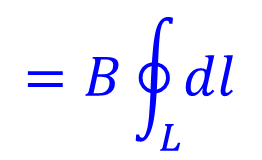 = B ∮_L dl